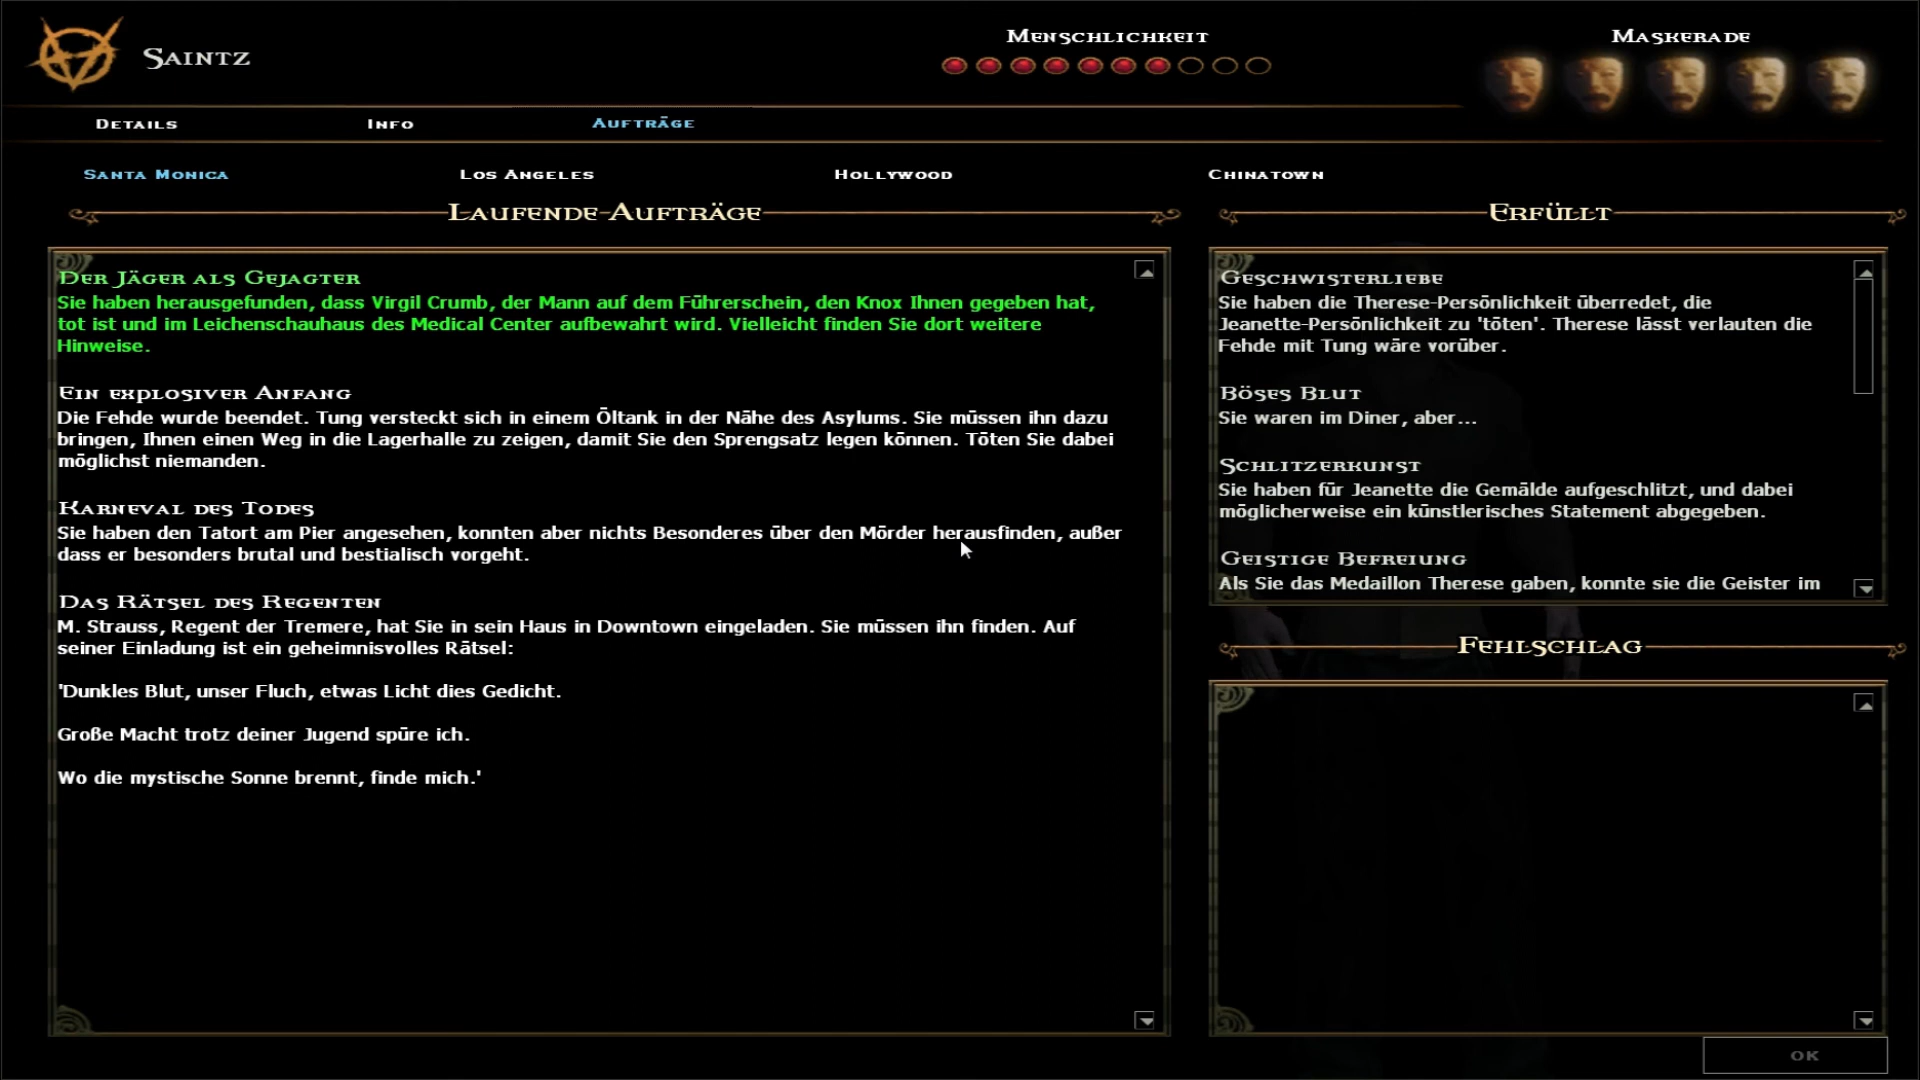 Saintz
Menschlichkeit
Maskerade
Details
Info
Aufträge
Santa Monica
Los Angeles
Hollywood
Chinatown
Laufende Aufträge
Der Jäger als Gejagter
Sie haben herausgefunden, dass Virgil Crumb, der Mann auf dem Führerschein, den Knox Ihnen gegeben hat,
tot ist und im Leichenschauhaus des Medical Center aufbewahrt wird. Vielleicht finden Sie dort weitere
Hinweise.
Ein explosiver Anfang
Die Fehde wurde beendet. Tung versteckt sich in einem Öltank in der Nähe des Asylums. Sie müssen ihn dazu
bringen, Ihnen einen Weg in die Lagerhalle zu zeigen, damit Sie den Sprengsatz legen können. Töten Sie dabei
möglichst niemanden.
Karneval des Todes
Sie haben den Tatort am Pier angesehen, konnten aber nichts Besonderes über den Mörder herausfinden, außer
dass er besonders brutal und bestialisch vorgeht.
Das Rätsel des Regenten
M. Strauss, Regent der Tremere, hat Sie in sein Haus in Downtown eingeladen. Sie müssen ihn finden. Auf
seiner Einladung ist ein geheimnisvolles Rätsel:
'Dunkles Blut, unser Fluch, etwas Licht dies Gedicht.
Große Macht trotz deiner Jugend spüre ich.
Wo die mystische Sonne brennt, finde mich.'
Erfüllt
Geschwisterliebe
Sie haben die Therese-Persönlichkeit überredet, die
Jeanette-Persönlichkeit zu 'töten'. Therese lässt verlauten die
Fehde mit Tung wäre vorüber.
Böses Blut
Sie waren im Diner, aber...
Schlitzerkunst
Sie haben für Jeanette die Gemälde aufgeschlitzt, und dabei
möglicherweise ein künstlerisches Statement abgegeben.
Geistige Befreiung
Als Sie das Medaillon Therese gaben, konnte sie die Geister im
Fehlschlag
OK